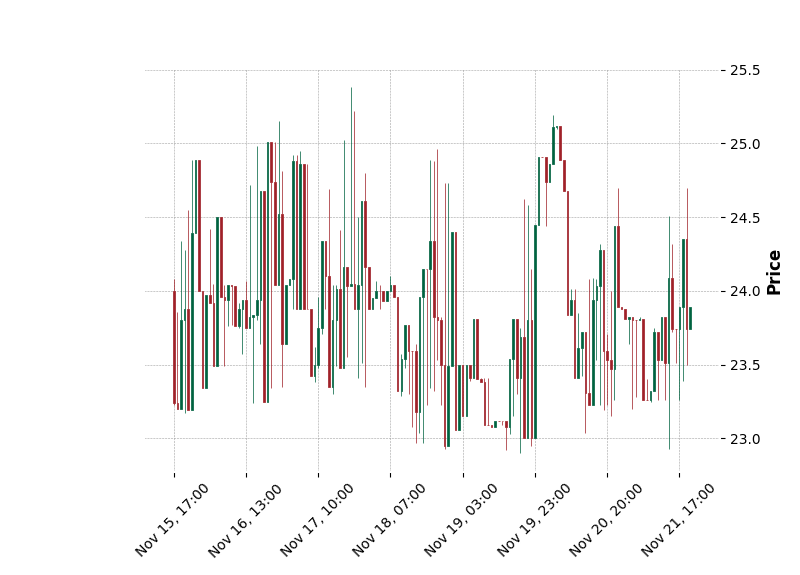 25.5
25.0
24.5
24.0
23.5
23.0
Price
Nov 15, 17:00
Nov 16, 13:00
Nov 17, 10:00
Nov 18, 07:00
Nov 19, 03:00
Nov 19, 23:00
Nov 20, 20:00
Nov 21, 17:00